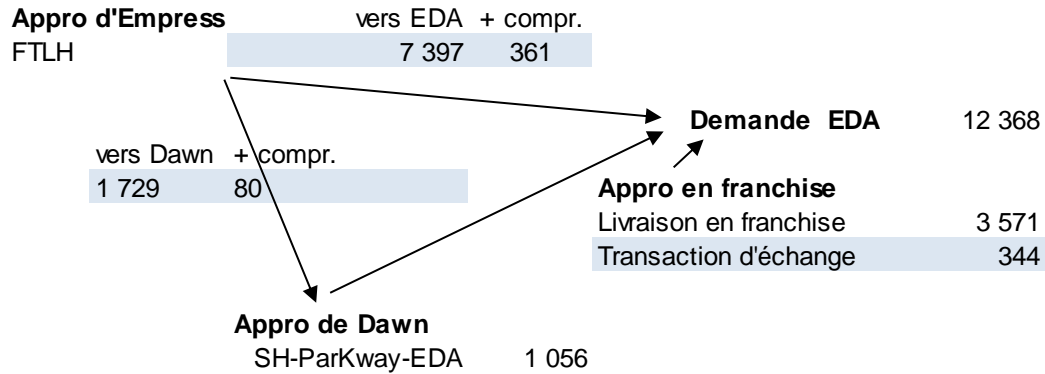 Appro d'Empress vers EDA + compr.
FTLH 7 397 361
Demande EDA 12 368
vers Dawn + compr.
1 729 80
Appro en franchise
Livraison en franchise 3 571
Transaction d'échange 344
Appro de Dawn
SH-ParKway-EDA 1 056